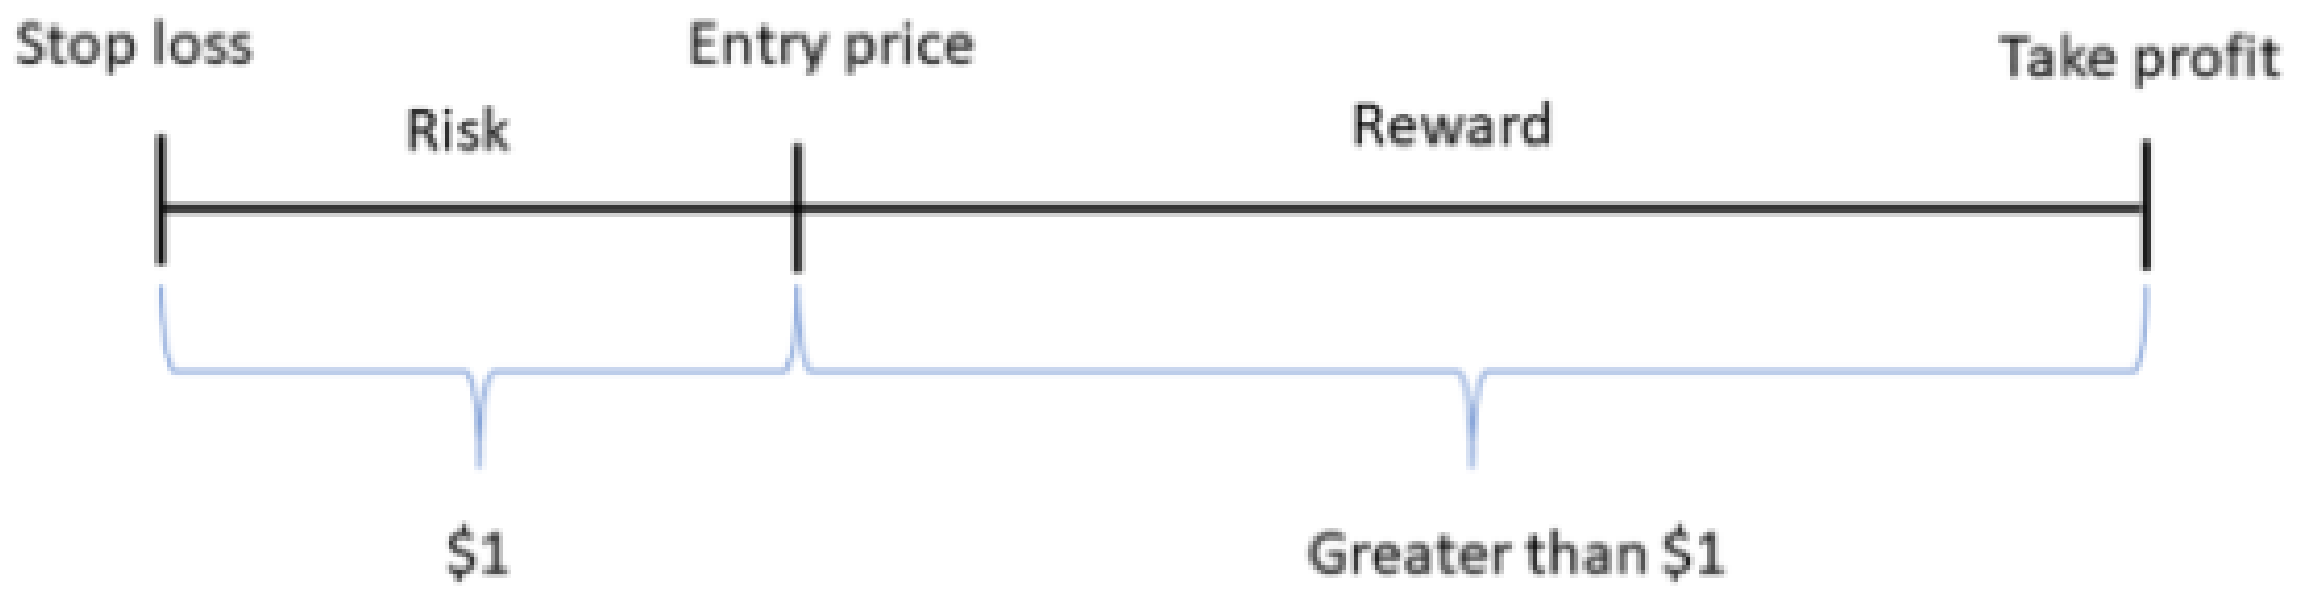 Stop loss
Entry price
Take profit
Risk
Reward
$1
Greater than $1